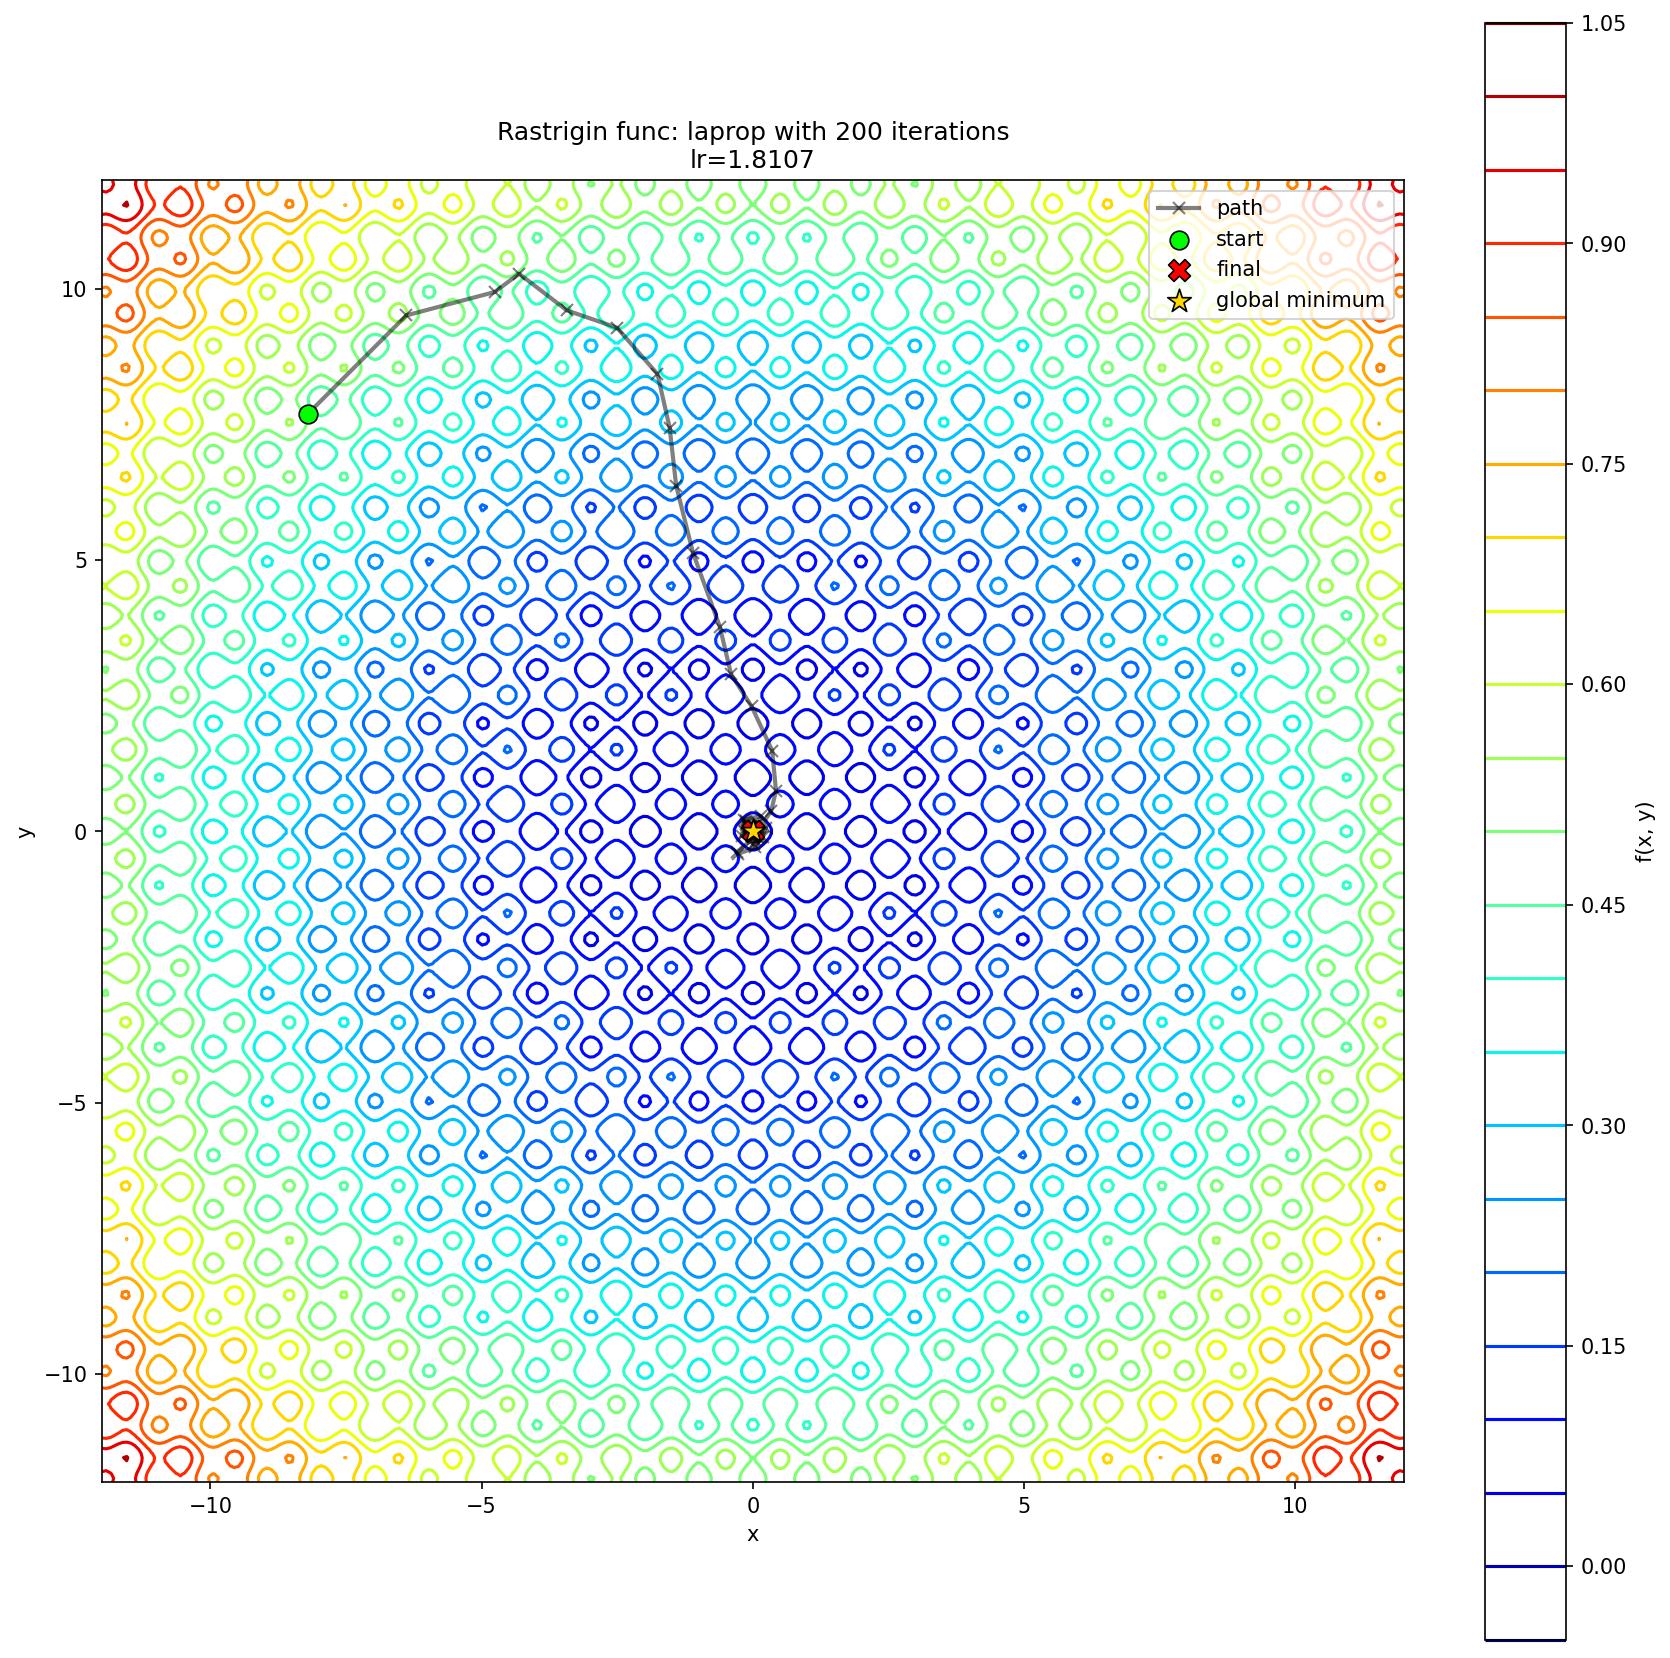 Rastrigin func: laprop with 200 iterations
lr=1.8107
path
start
final
global minimum
10
5
0
−5
−10
y
−10
−5
0
5
10
x
1.05
0.90
0.75
0.60
0.45
0.30
0.15
0.00
f(x, y)